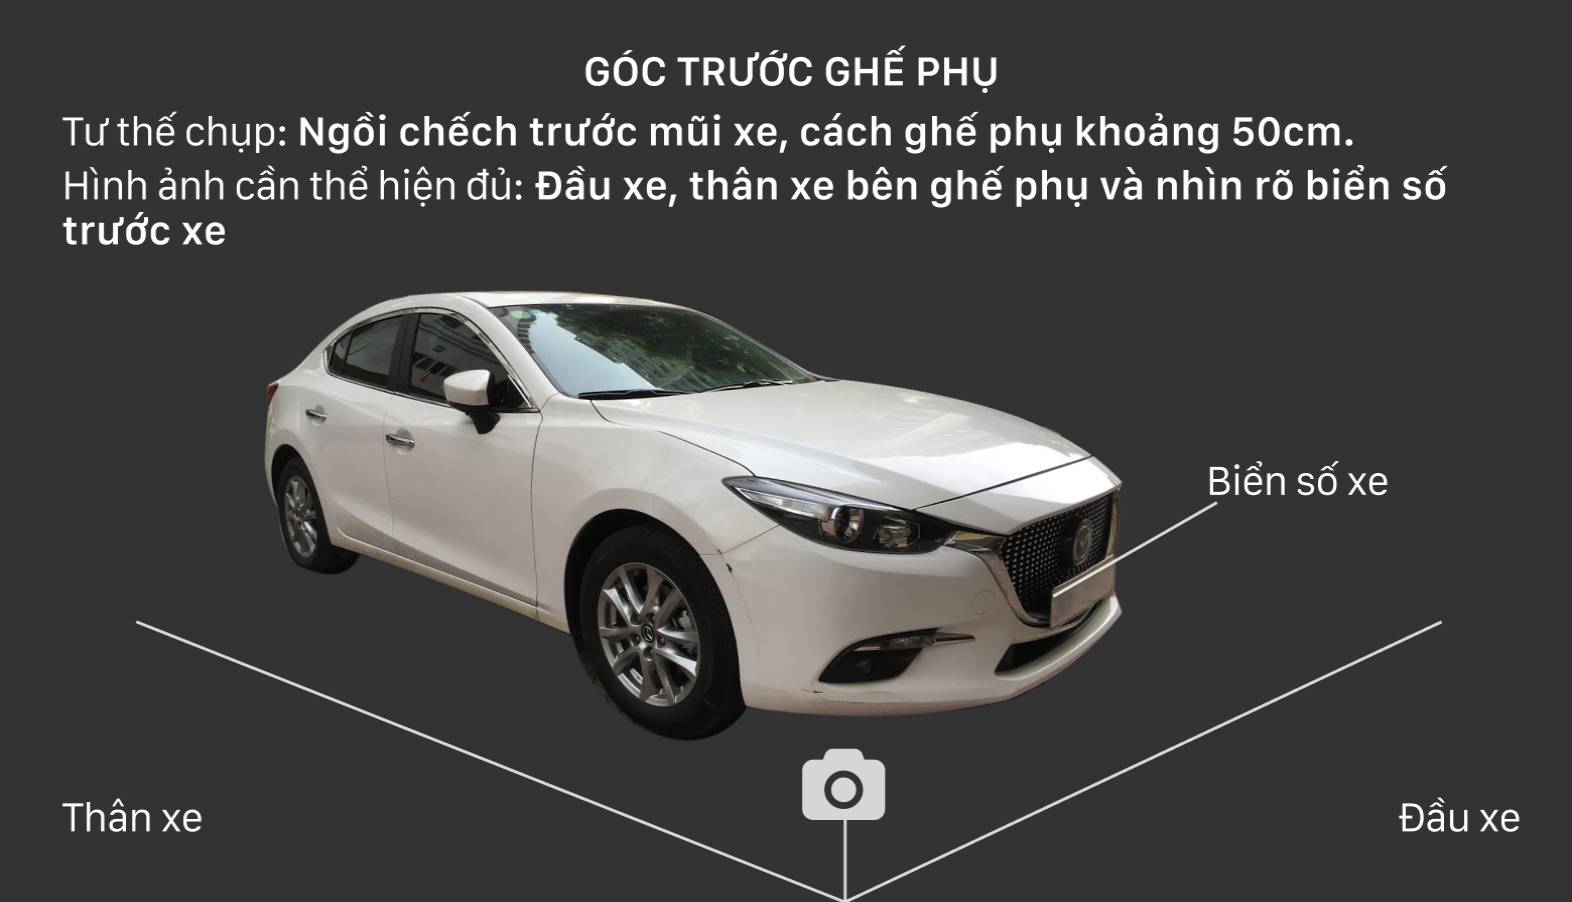 GÓC TRƯỚC GHẾ PHỤ
Tư thế chụp: Ngồi chếch trước mũi xe, cách ghế phụ khoảng 50cm.
Hình ảnh cần thể hiện đủ: Đầu xe, thân xe bên ghế phụ và nhìn rõ biển số
trước xe
Biển số xe
Thân xe
Đầu xe